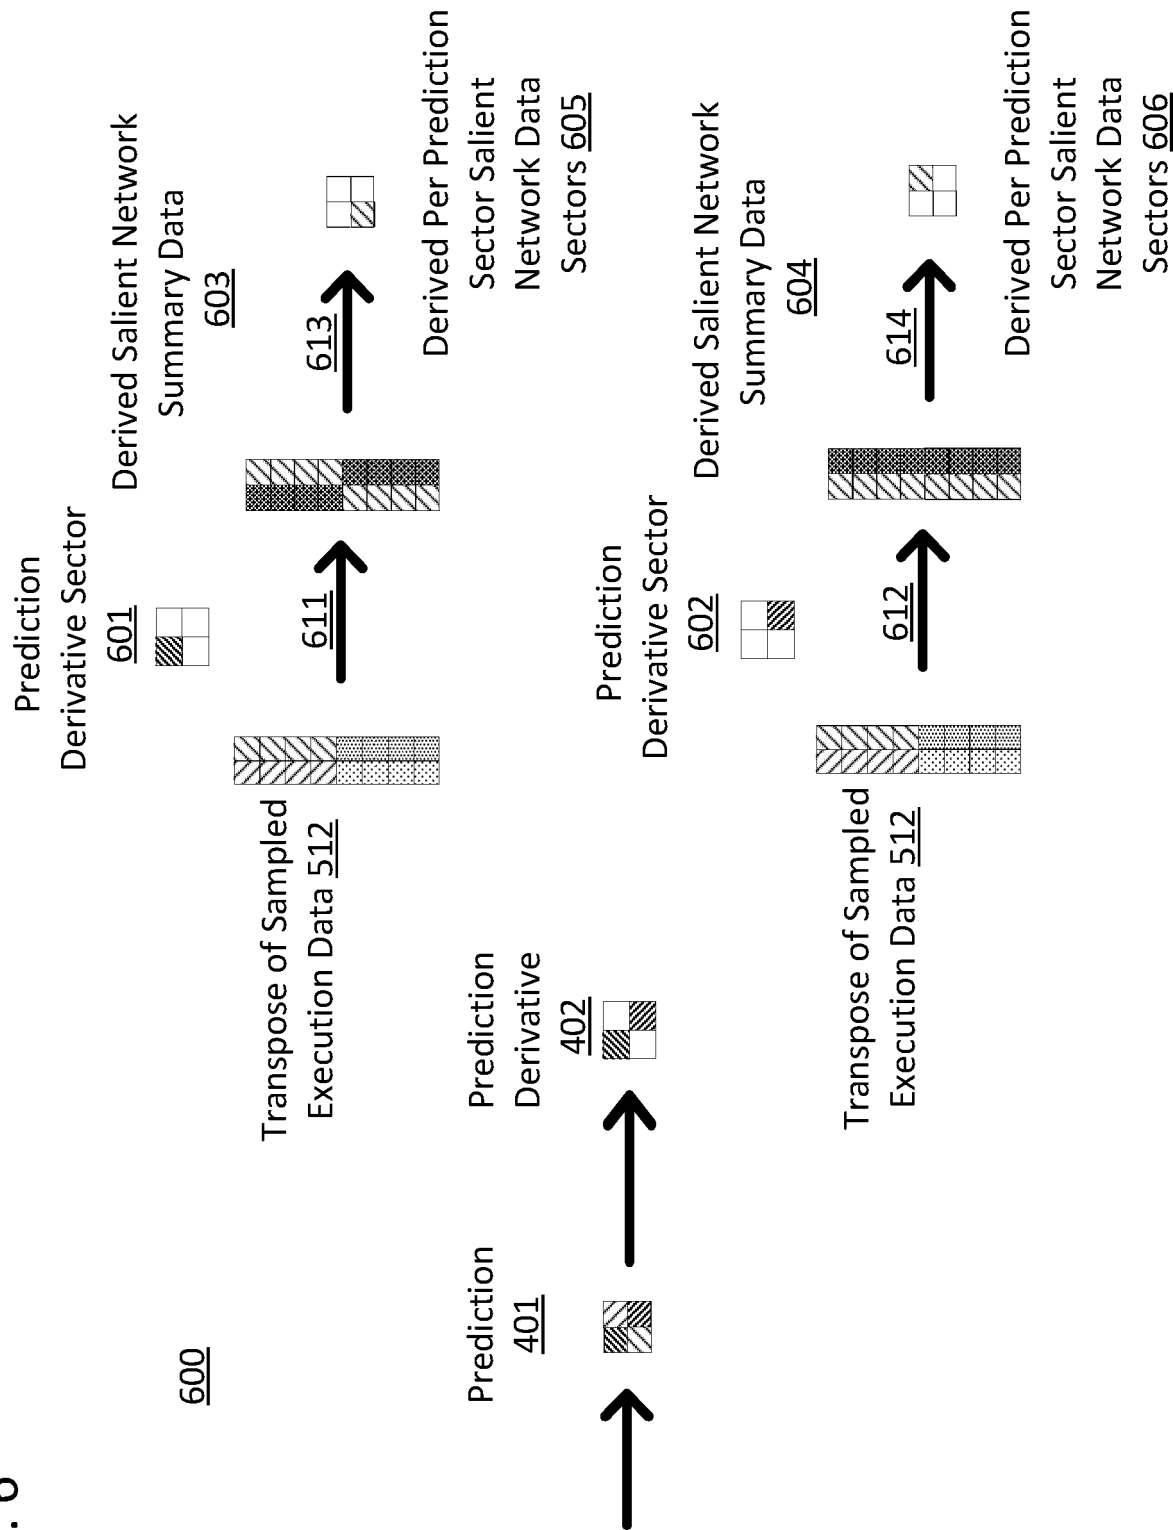 . 6
600
Prediction
401
Prediction
Derivative
402
Prediction
Derivative Sector
601
Transpose of Sampled
Execution Data 512
611
Derived Salient Network
Summary Data
603
613
Derived Per Prediction
Sector Salient
Network Data
Sectors 605
Prediction
Derivative Sector
602
Transpose of Sampled
Execution Data 512
612
Derived Salient Network
Summary Data
604
614
Derived Per Prediction
Sector Salient
Network Data
Sectors 606